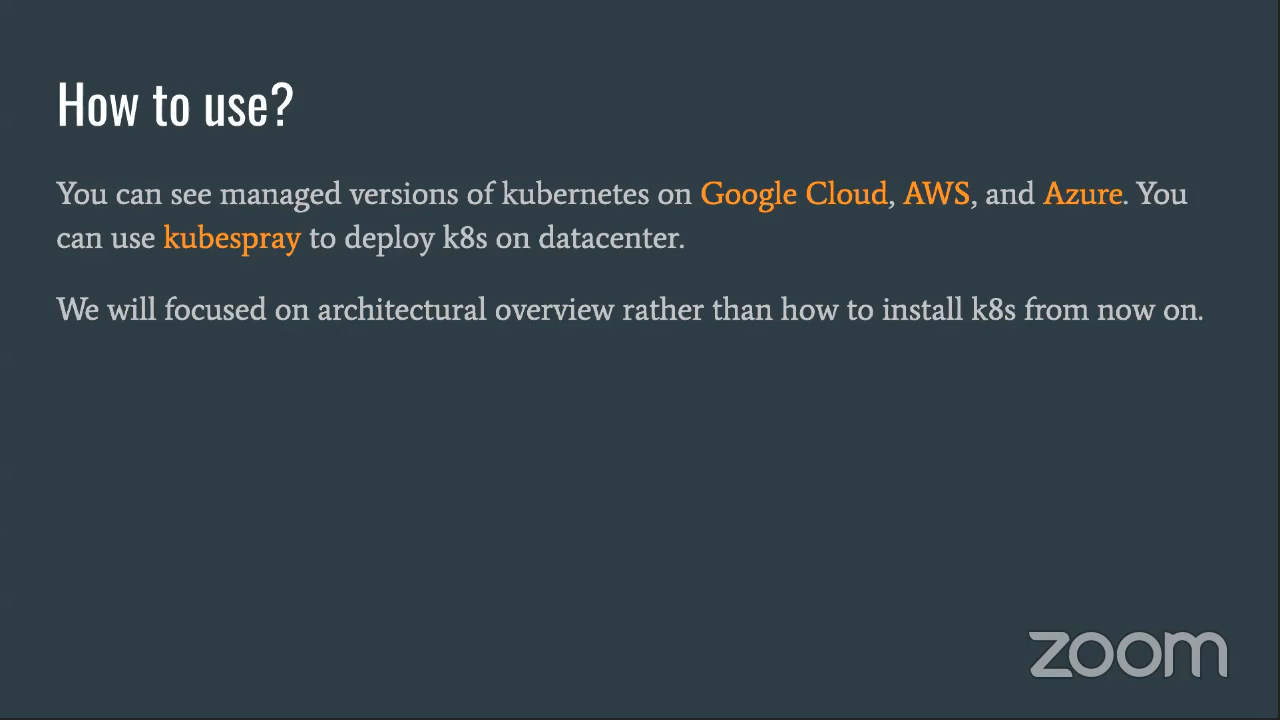 How to use?
You can see managed versions of kubernetes on Google Cloud, AWS, and Azure. You
can use kubespray to deploy k8s on datacenter.
We will focused on architectural overview rather than how to install k8s from now on.
zoom